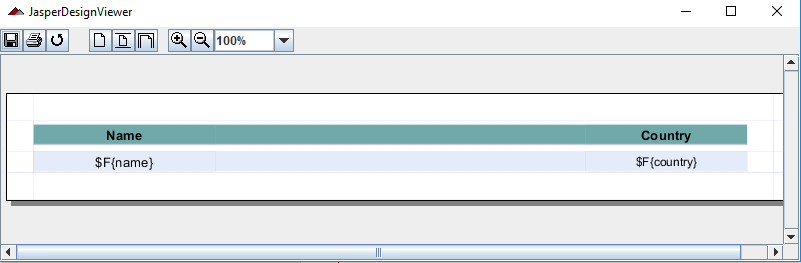 JasperDesignViewer
100%
Name Country
$F{name} $F{country}